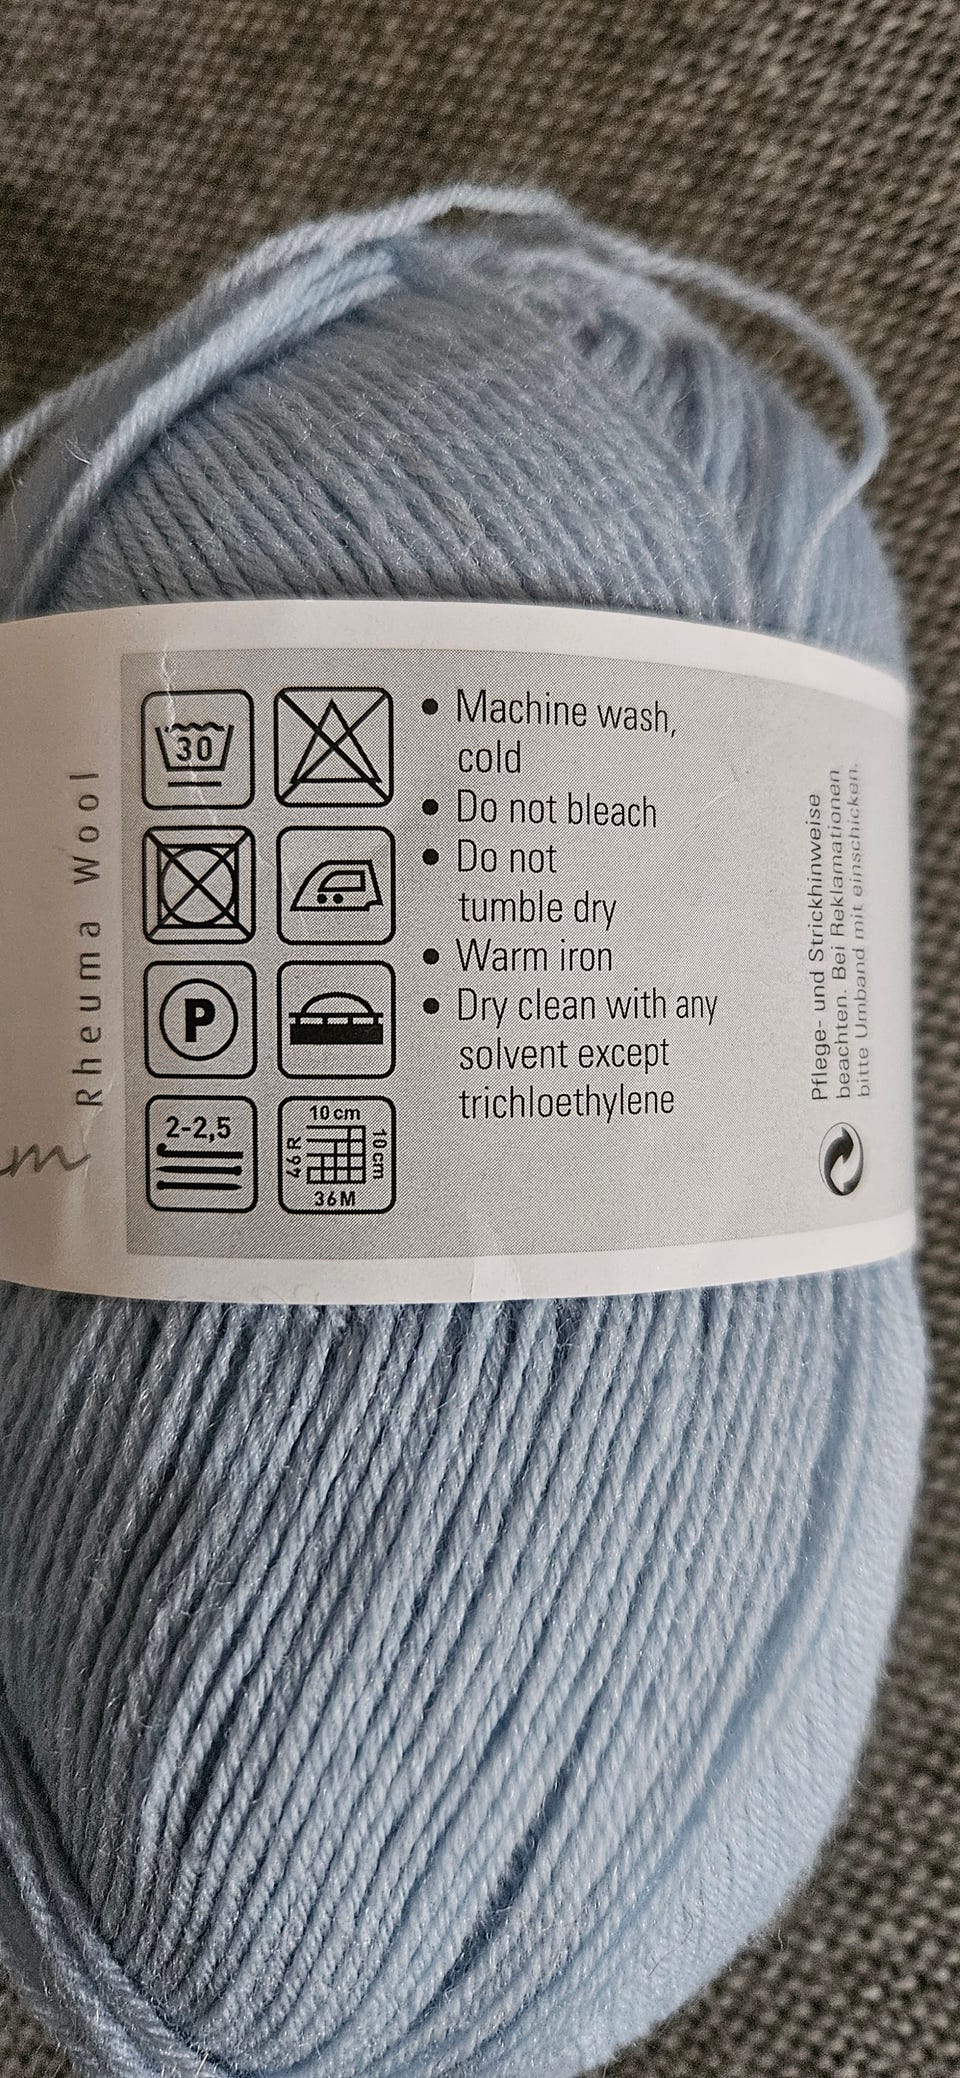 Rheuma Wool
30
P
2-2,5
10 cm
10 cm
46 R
36 M
• Machine wash,
cold
• Do not bleach
• Do not
tumble dry
• Warm iron
• Dry clean with any
solvent except
trichloethylene
Pflege- und Strickhinweise
beachten. Bei Reklamationen
bitte Umband mit einschicken.